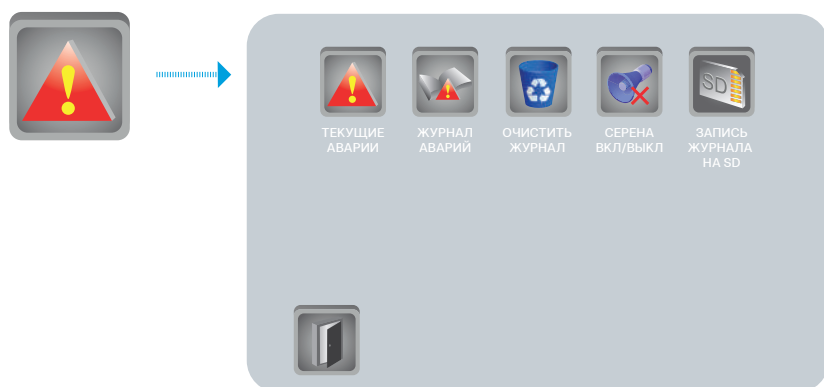 ТЕКУЩИЕ
АВАРИИ
ЖУРНАЛ
АВАРИЙ
ОЧИСТИТЬ
ЖУРНАЛ
СЕРЕНА
ВКЛ/ВЫКЛ
SD
ЗАПИСЬ
ЖУРНАЛА
НА SD